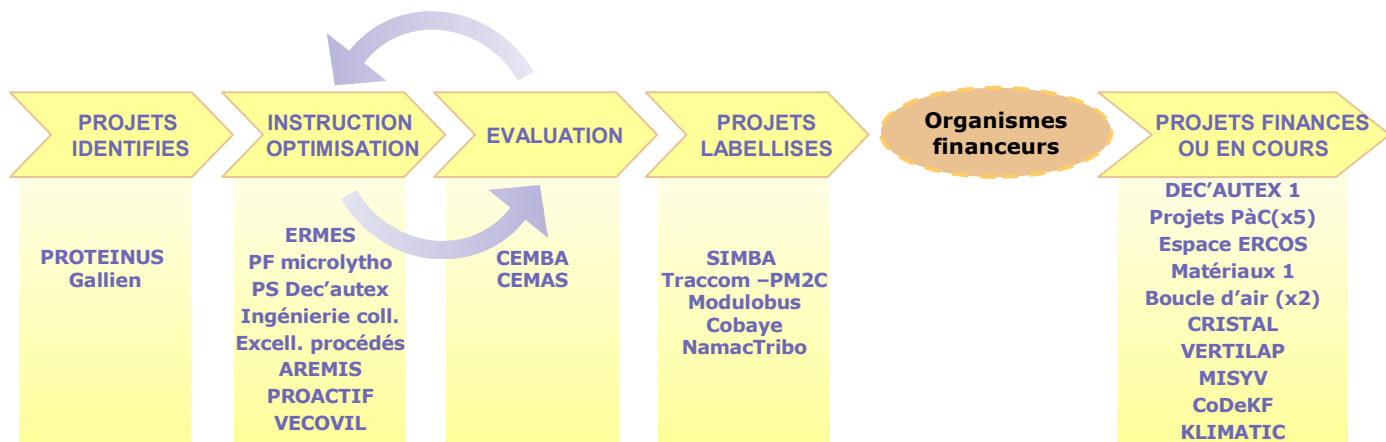 PROJETS
IDENTIFIES
INSTRUCTION
OPTIMISATION
EVALUATION
PROJETS
LABELLISES
Organismes
financeurs
PROJETS FINANCES
OU EN COURS
PROTEINUS
Gallien
ERMES
PF microlytho
PS Dec’autex
Ingénierie coll.
Excell. procédés
AREMIS
PROACTIF
VECOVIL
CEMBA
CEMAS
SIMBA
Traccom –PM2C
Modulobus
Cobaye
NamacTribo
DEC’AUTEX 1
Projets PàC(x5)
Espace ERCOS
Matériaux 1
Boucle d’air (x2)
CRISTAL
VERTILAP
MISYV
CoDeKF
KLIMATIC